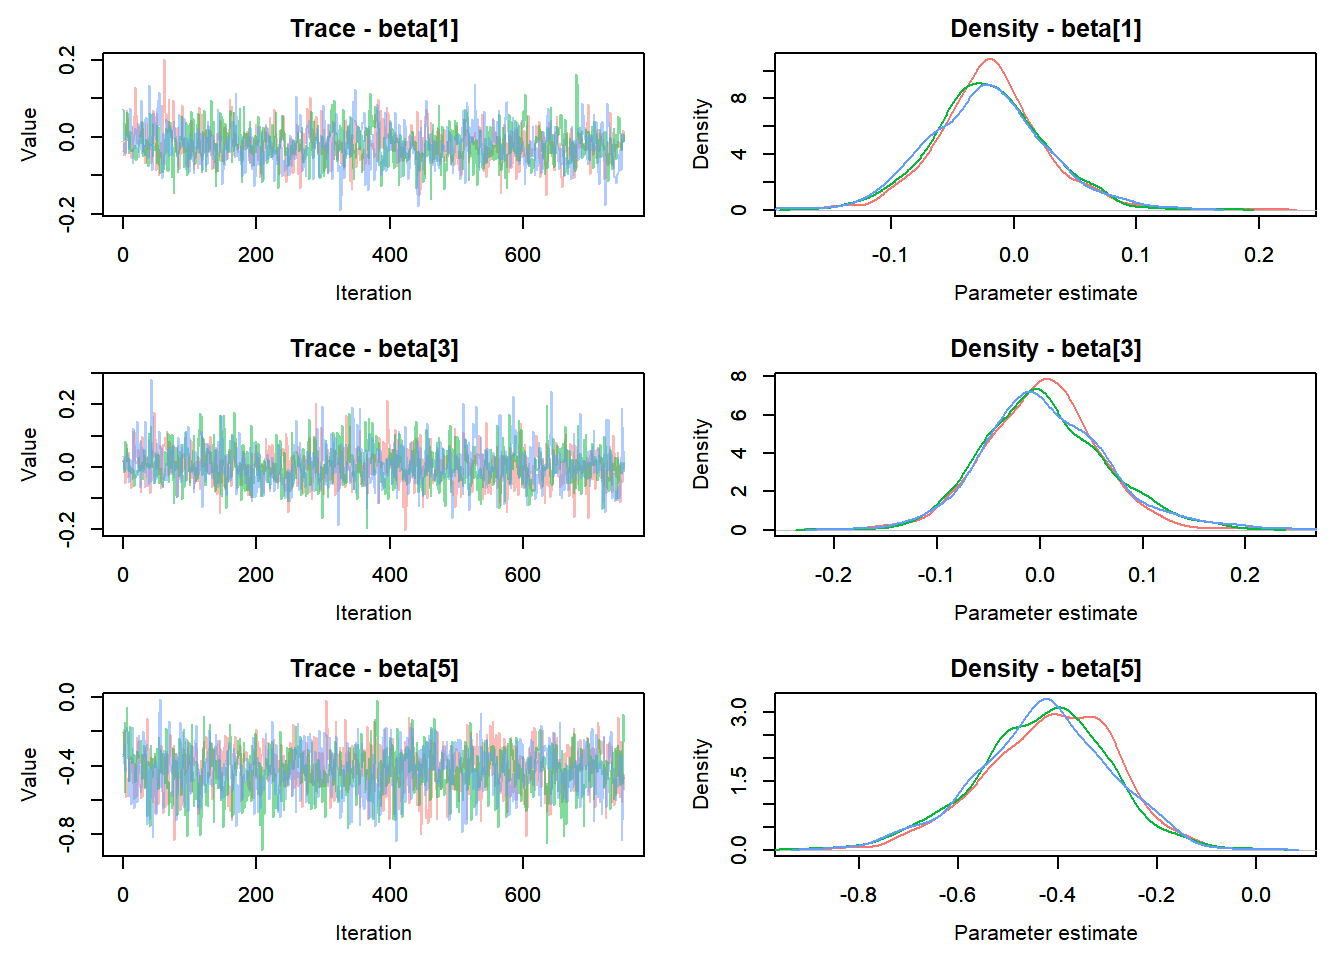 Trace - beta[1]
Value
-0.2 0.0 0.2
0 200 400 600
Iteration
Density - beta[1]
Density
0 4 8
-0.1 0.0 0.1 0.2
Parameter estimate
Trace - beta[3]
Value
-0.2 0.0 0.2
0 200 400 600
Iteration
Density - beta[3]
Density
0 2 4 6 8
-0.2 -0.1 0.0 0.1 0.2
Parameter estimate
Trace - beta[5]
Value
-0.8 -0.4 0.0
0 200 400 600
Iteration
Density - beta[5]
Density
0.0 1.5 3.0
-0.8 -0.6 -0.4 -0.2 0.0
Parameter estimate